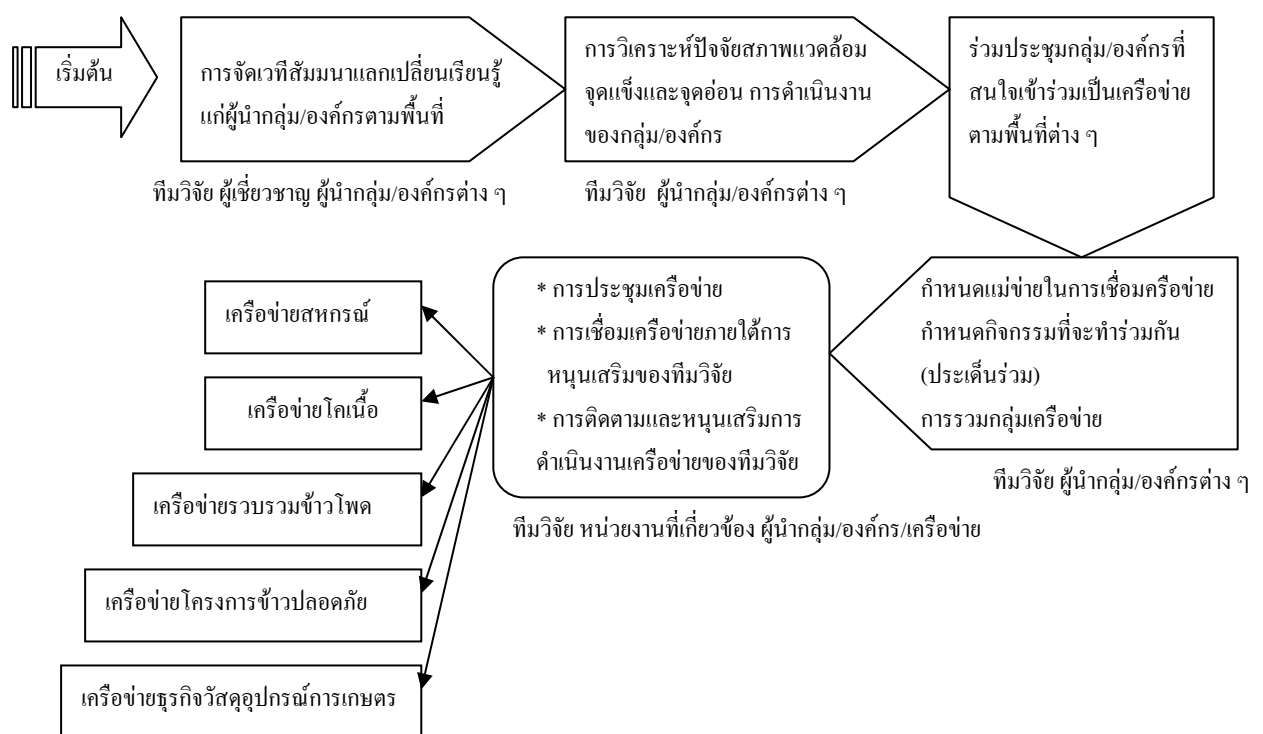 เริ่มต้น
การจัดเวทีสัมมนาแลกเปลี่ยนเรียนรู้
แก่ผู้นำกลุ่ม/องค์กรตามพื้นที่
ทีมวิจัย ผู้เชี่ยวชาญ ผู้นำกลุ่ม/องค์กรต่าง ๆ
การวิเคราะห์ปัจจัยสภาพแวดล้อม
จุดแข็งและจุดอ่อน การดำเนินงาน
ของกลุ่ม/องค์กร
ทีมวิจัย ผู้นำกลุ่ม/องค์กรต่าง ๆ
ร่วมประชุมกลุ่ม/องค์กรที่
สนใจเข้าร่วมเป็นเครือข่าย
ตามพื้นที่ต่าง ๆ
กำหนดแม่ข่ายในการเชื่อมครือข่าย
กำหนดกิจกรรมที่จะทำร่วมกัน
(ประเด็นร่วม)
การรวมกลุ่มเครือข่าย
ทีมวิจัย ผู้นำกลุ่ม/องค์กรต่าง ๆ
* การประชุมเครือข่าย
* การเชื่อมเครือข่ายภายใต้การ
หนุนเสริมของทีมวิจัย
* การติดตามและหนุนเสริมการ
ดำเนินงานเครือข่ายของทีมวิจัย
ทีมวิจัย หน่วยงานที่เกี่ยวข้อง ผู้นำกลุ่ม/องค์กร/เครือข่าย
เครือข่ายสหกรณ์
เครือข่ายโคเนื้อ
เครือข่ายรวบรวมข้าวโพด
เครือข่ายโครงการข้าวปลอดภัย
เครือข่ายธุรกิจวัสดุอุปกรณ์การเกษตร